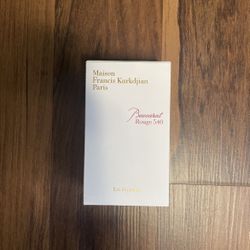 Maison
Francis Kurkdjian
Paris
Baccarat
Rouge 540